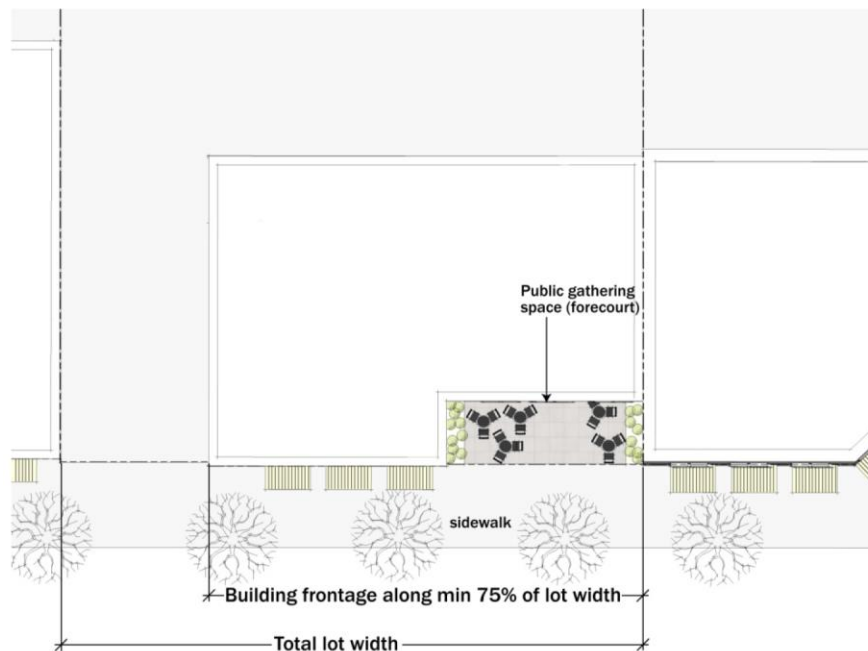 Public gathering
space (forecourt)
sidewalk
Building frontage along min 75% of lot width
Total lot width